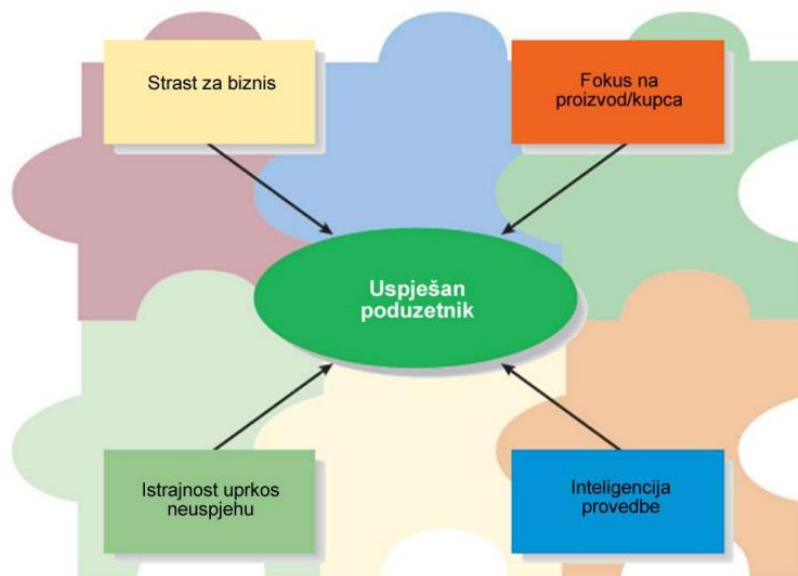 Strast za biznis
Fokus na
proizvod/kupca
Uspješan
poduzetnik
Istrajnost uprkos
neuspjehu
Inteligencija
provedbe